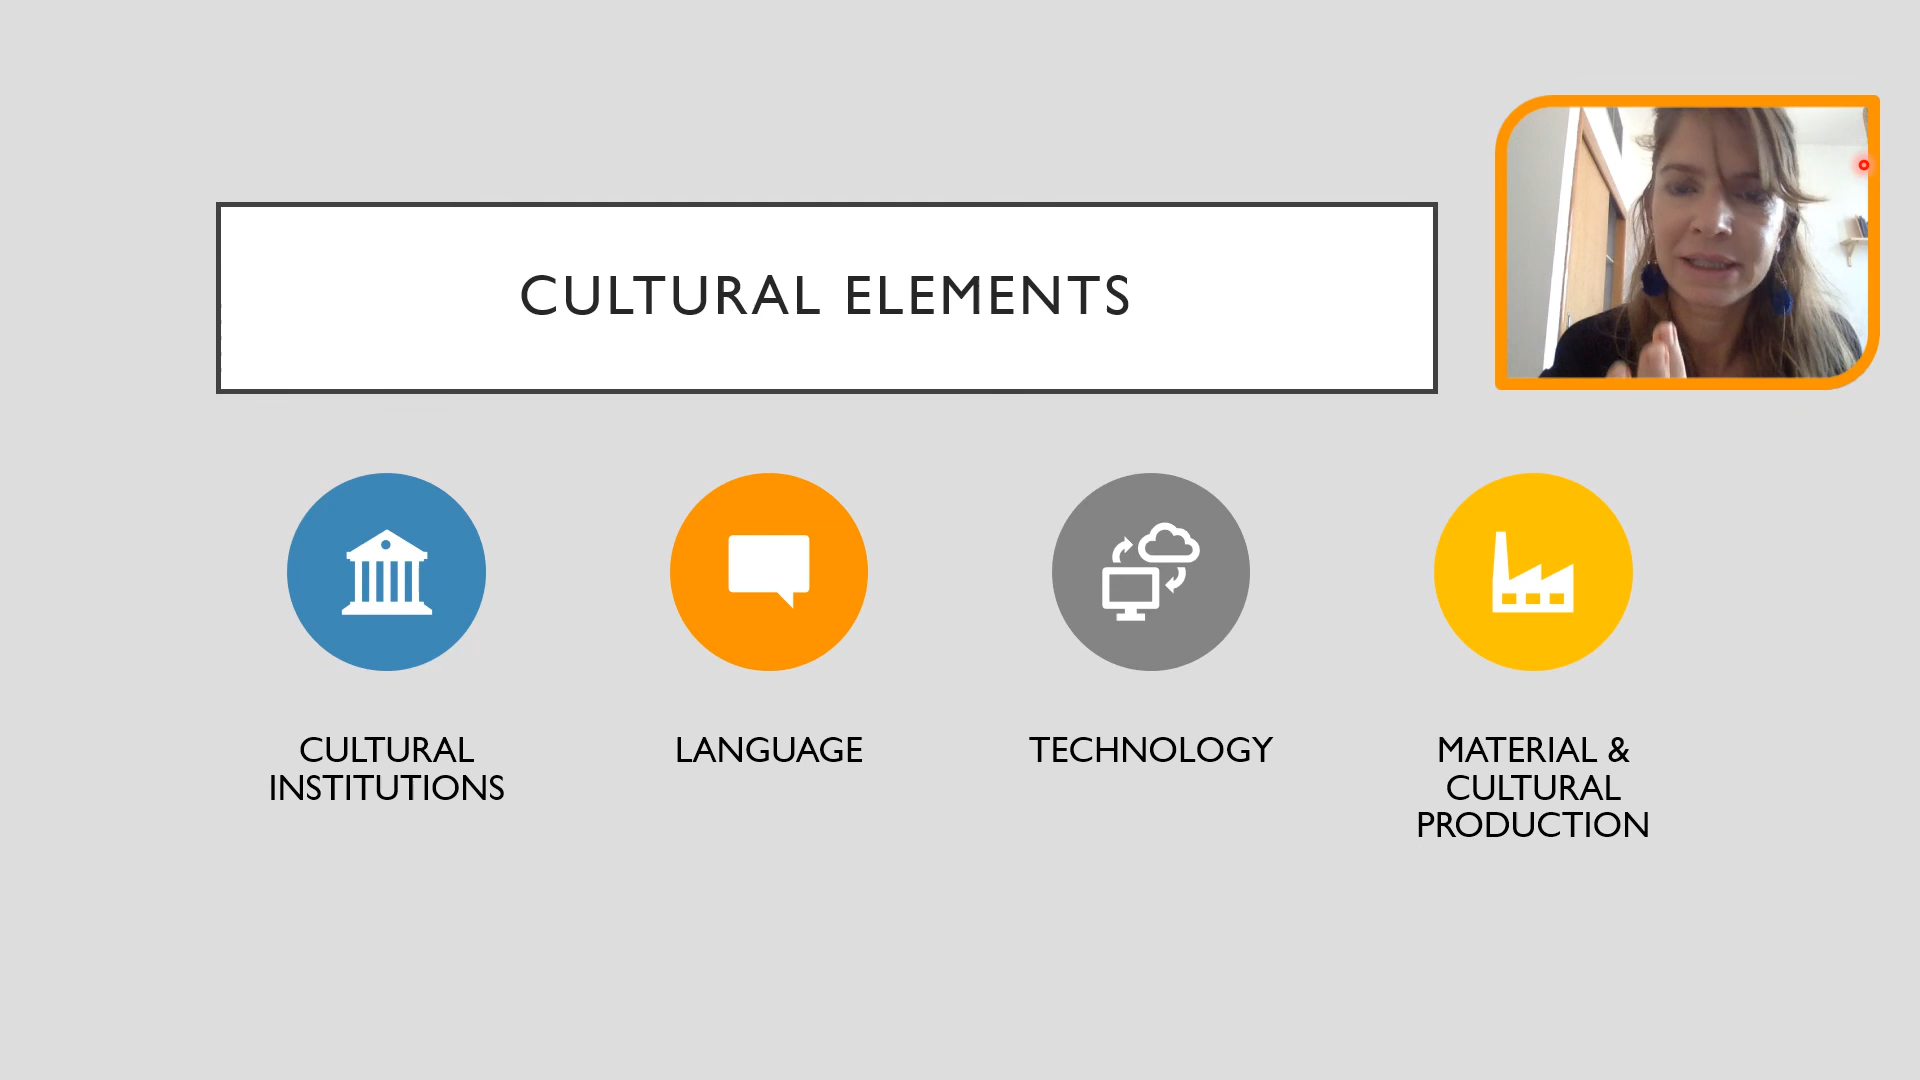 CULTURAL ELEMENTS
CULTURAL
INSTITUTIONS
LANGUAGE
TECHNOLOGY
MATERIAL &
CULTURAL
PRODUCTION